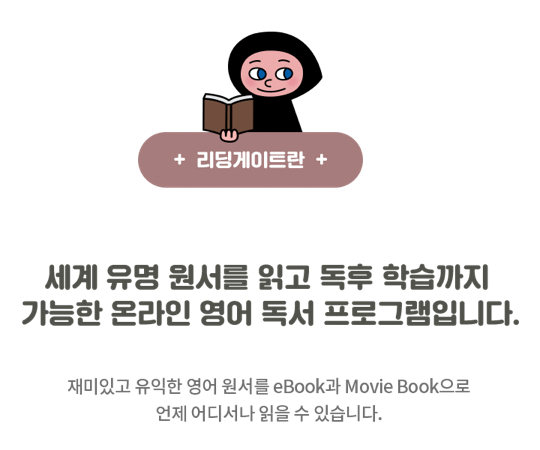 + 리딩게이트란 +
세계 유명 원서를 읽고 독후 학습까지
가능한 온라인 영어 독서 프로그램입니다.
재미있고 유익한 영어 원서를 eBook과 Movie Book으로
언제 어디서나 읽을 수 있습니다.